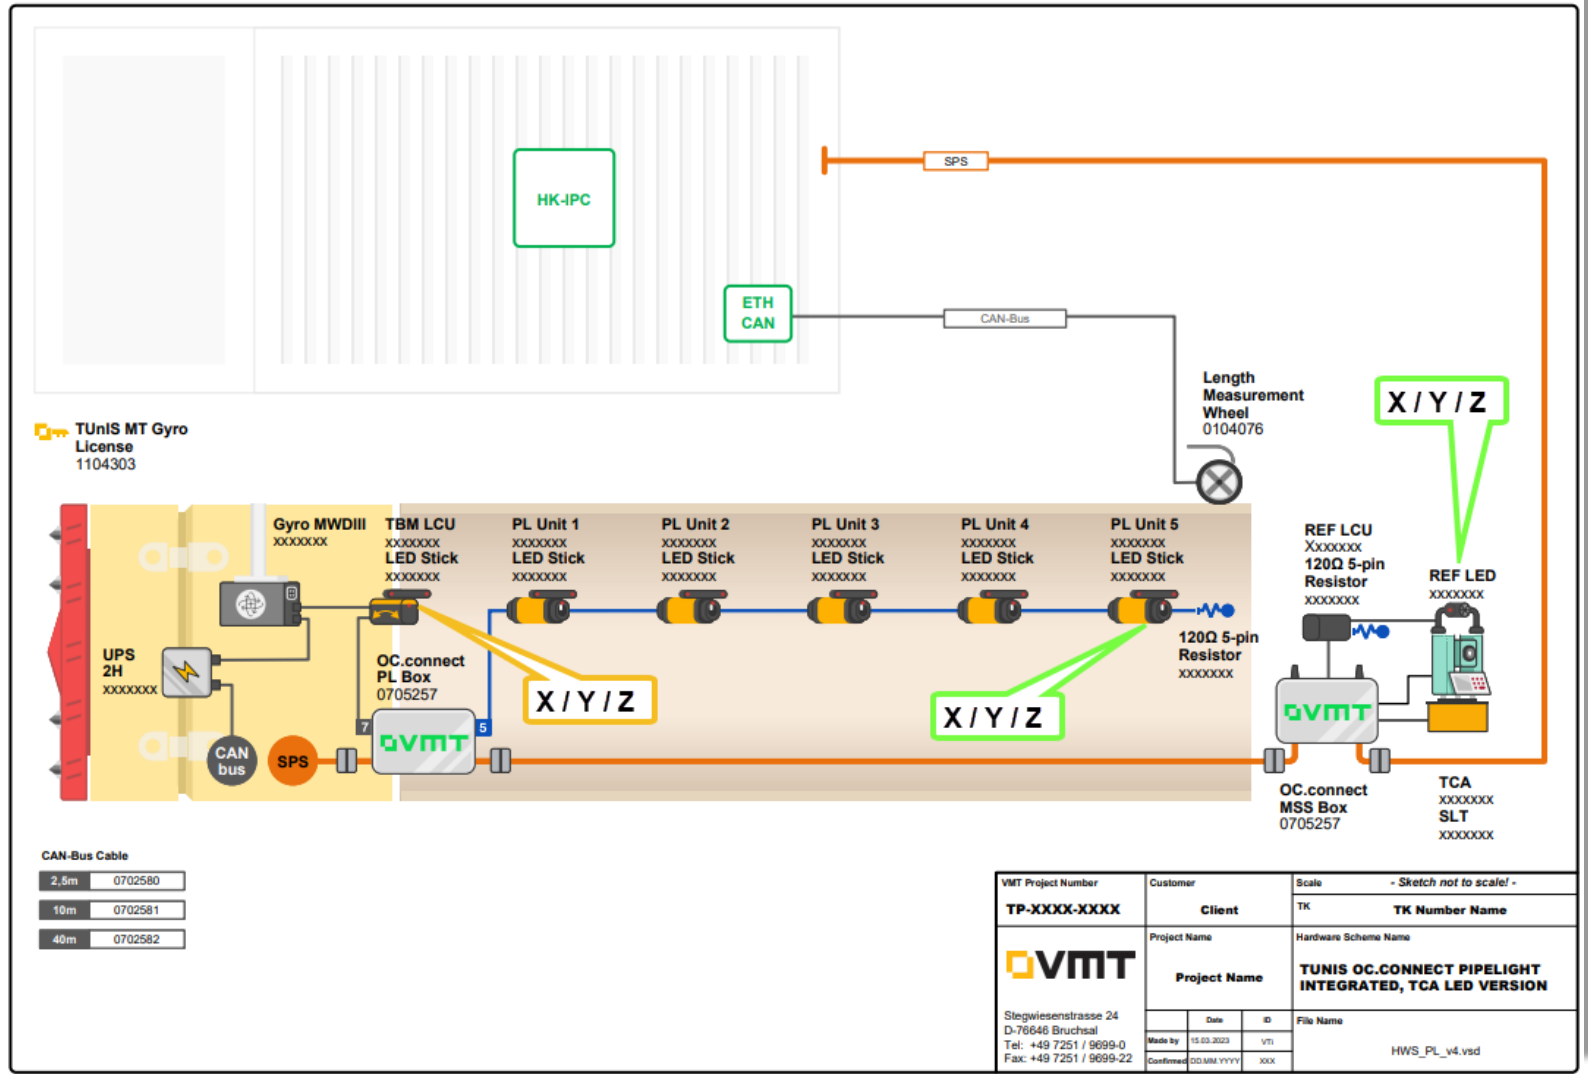 SPS
HK-IPC
ETH
CAN
CAN-Bus
Length
Measurement
Wheel
0104076
X / Y / Z
TUnIS MT Gyro
License
1104303
Gyro MWDIII
xxxxxxx
TBM LCU
xxxxxxx
LED Stick
xxxxxxx
PL Unit 1
xxxxxxx
LED Stick
xxxxxxx
PL Unit 2
xxxxxxx
LED Stick
xxxxxxx
PL Unit 3
xxxxxxx
LED Stick
xxxxxxx
PL Unit 4
xxxxxxx
LED Stick
xxxxxxx
PL Unit 5
xxxxxxx
LED Stick
xxxxxxx
REF LCU
Xxxxxxx
120Ω 5-pin
Resistor
xxxxxxx
REF LED
xxxxxxx
120Ω 5-pin
Resistor
xxxxxxx
UPS
2H
xxxxxxx
OC.connect
PL Box
0705257
X / Y / Z
X / Y / Z
7
5
VMT
VMT
CAN
bus
SPS
OC.connect
MSS Box
0705257
TCA
xxxxxxx
SLT
xxxxxxx
CAN-Bus Cable
2,5m 0702580
10m 0702581
40m 0702582
VMT Project Number
TP-XXXX-XXXX
Customer
Client
Scale
- Sketch not to scale! -
TK
TK Number Name
VMT
Project Name
Project Name
Hardware Scheme Name
TUNIS OC.CONNECT PIPELIGHT
INTEGRATED, TCA LED VERSION
Stegwiesenstrasse 24
D-76646 Bruchsal
Tel: +49 7251 / 9699-0
Fax: +49 7251 / 9699-22
Date ID
Made by 15.03.2023 VTi
Confirmed DD.MM.YYYY XXX
File Name
HWS_PL_v4.vsd